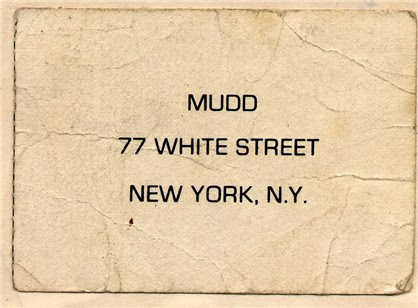 MUDD
77 WHITE STREET
NEW YORK, N.Y.